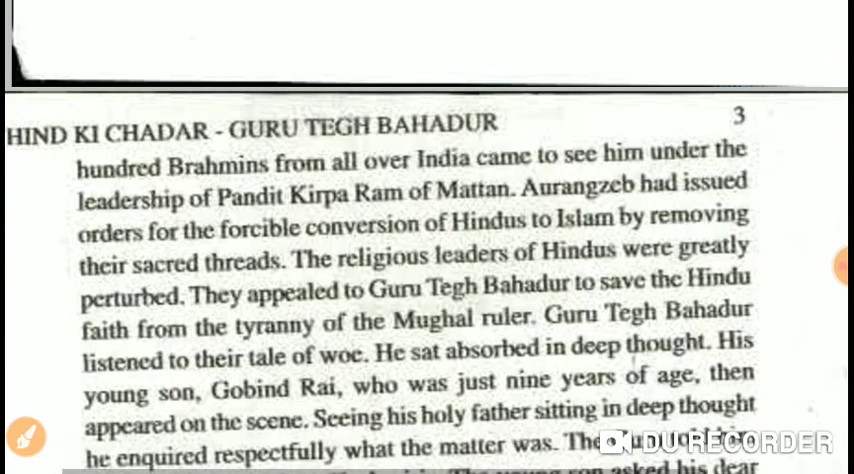 HIND KI CHADAR - GURU TEGH BAHADUR 3
hundred Brahmins from all over India came to see him under the
leadership of Pandit Kirpa Ram of Mattan. Aurangzeb had issued
orders for the forcible conversion of Hindus to Islam by removing
their sacred threads. The religious leaders of Hindus were greatly
perturbed. They appealed to Guru Tegh Bahadur to save the Hindu
faith from the tyranny of the Mughal ruler. Guru Tegh Bahadur
listened to their tale of woe. He sat absorbed in deep thought. His
young son, Gobind Rai, who was just nine years of age, then
appeared on the scene. Seeing his holy father sitting in deep thought
he enquired respectfully what the matter was. The
DU RECORDER
son asked his dear